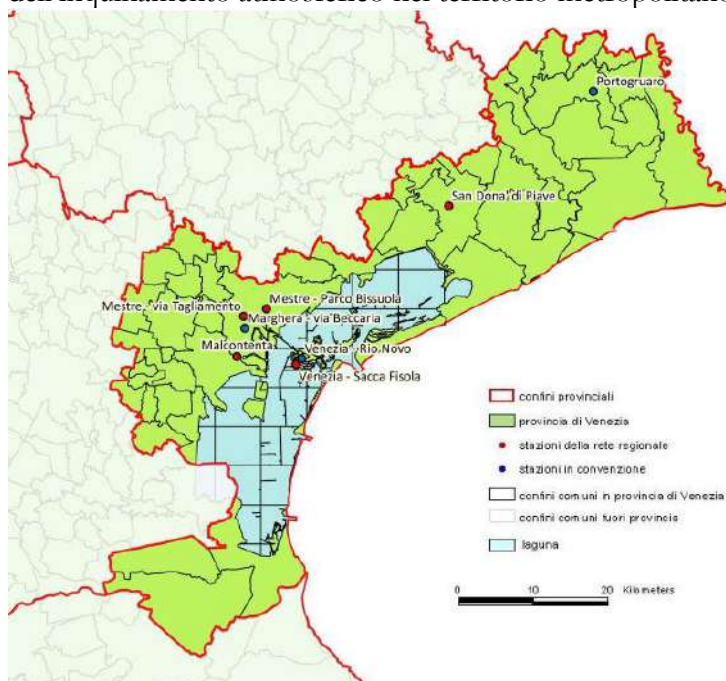 dell'inquinamento atmosferico nel territorio metropolitano
Portogruaro
San Dona' di Piave
Mestre - Parco Bissuola
Mestre, via Tagliamento
Marghera - via Beccaria
Malcontenta
Venezia - Rio Novo
Venezia - Sacca Fisola
confini provinciali
provincia di Venezia
stazioni della rete regionale
stazioni in convenzione
confini comuni in provincia di Venezia
confini comuni fuori provincia
laguna
0 10 20 Kilometers